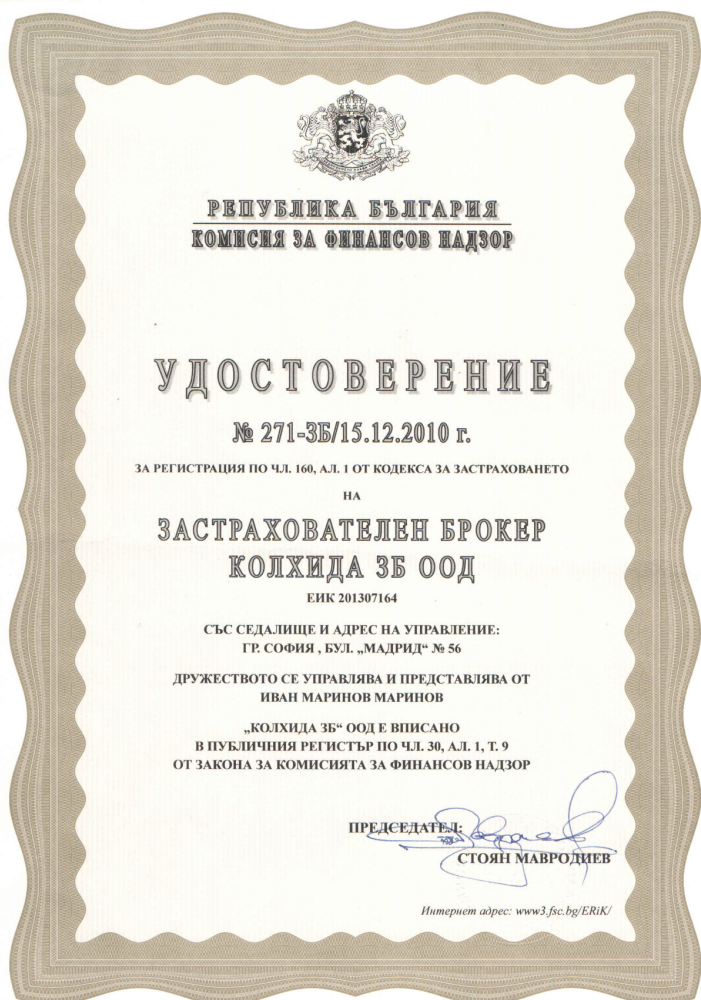 РЕПУБЛИКА БЪЛГАРИЯ
КОМИСИЯ ЗА ФИНАНСОВ НАДЗОР
УДОСТОВЕРЕНИЕ
№ 271-ЗБ/15.12.2010 г.
ЗА РЕГИСТРАЦИЯ ПО ЧЛ. 160, АЛ. 1 ОТ КОДЕКСА ЗА ЗАСТРАХОВАНЕТО
НА
ЗАСТРАХОВАТЕЛЕН БРОКЕР
КОЛХИДА ЗБ ООД
ЕИК 201307164
СЪС СЕДАЛИЩЕ И АДРЕС НА УПРАВЛЕНИЕ:
ГР. СОФИЯ , БУЛ. „МАДРИД“ № 56
ДРУЖЕСТВОТО СЕ УПРАВЛЯВА И ПРЕДСТАВЛЯВА ОТ
ИВАН МАРИНОВ МАРИНОВ
„КОЛХИДА ЗБ“ ООД Е ВПИСАНО
В ПУБЛИЧНИЯ РЕГИСТЪР ПО ЧЛ. 30, АЛ. 1, Т. 9
ОТ ЗАКОНА ЗА КОМИСИЯТА ЗА ФИНАНСОВ НАДЗОР
ПРЕДСЕДАТЕЛ:
СТОЯН МАВРОДИЕВ
Интернет адрес: www3.fsc.bg/ERiK/